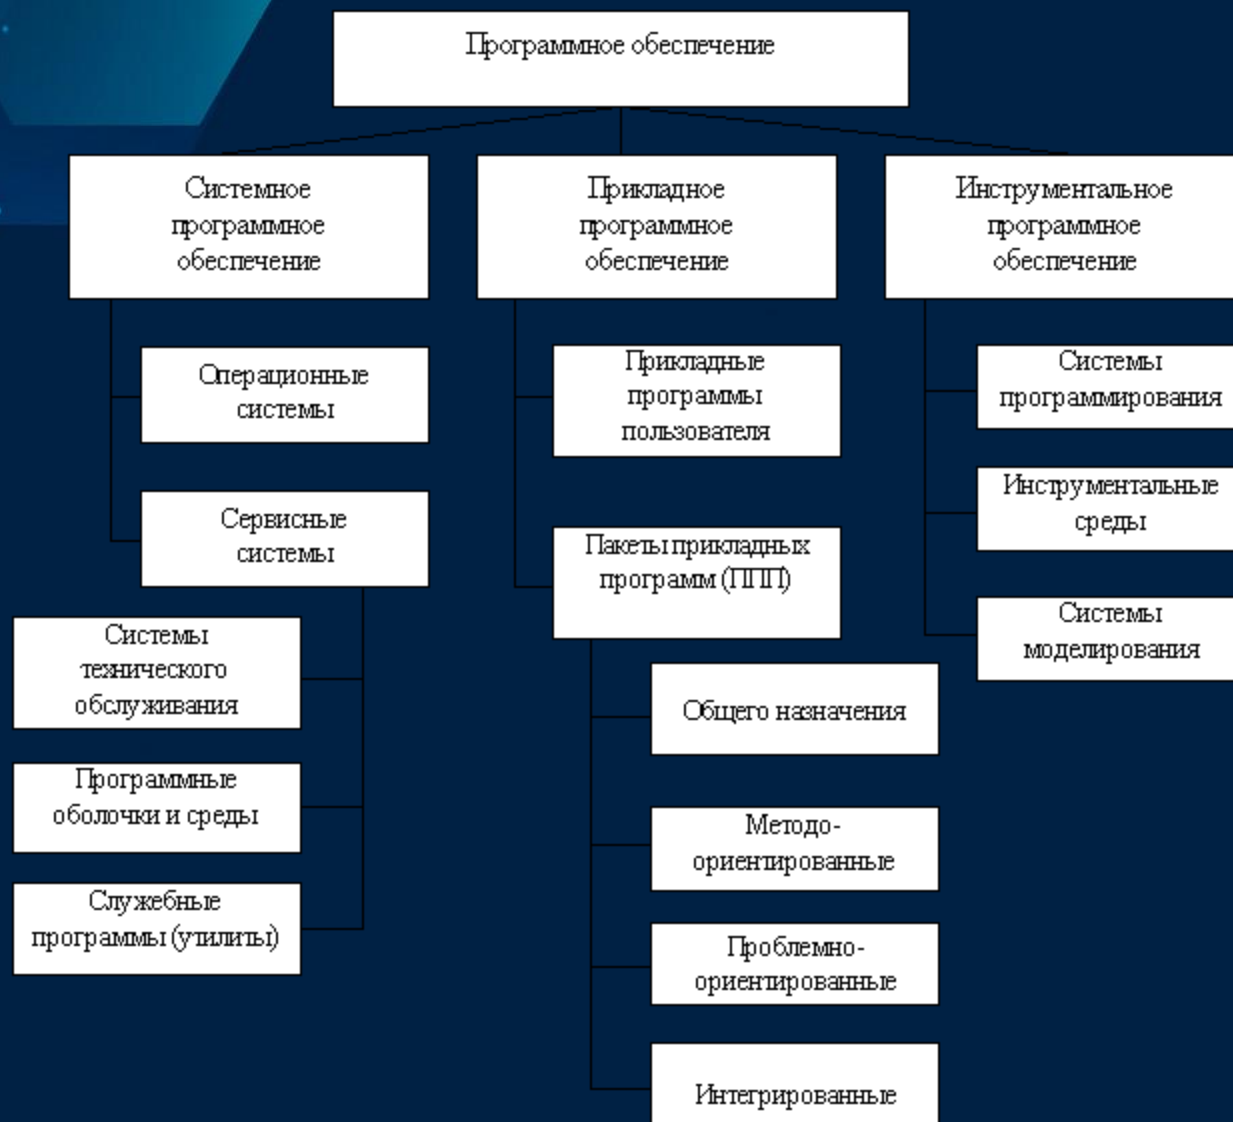 Программное обеспечение
Системное
программное
обеспечение
Прикладное
программное
обеспечение
Инструментальное
программное
обеспечение
Операционные
системы
Сервисные
системы
Системы
технического
обслуживания
Программные
оболочки и среды
Служебные
программы (утилиты)
Прикладные
программы
пользователя
Пакеты прикладных
программ (ППП)
Общего назначения
Методо-
ориентированные
Проблемно-
ориентированные
Интегрированные
Системы
программирования
Инструментальные
среды
Системы
моделирования